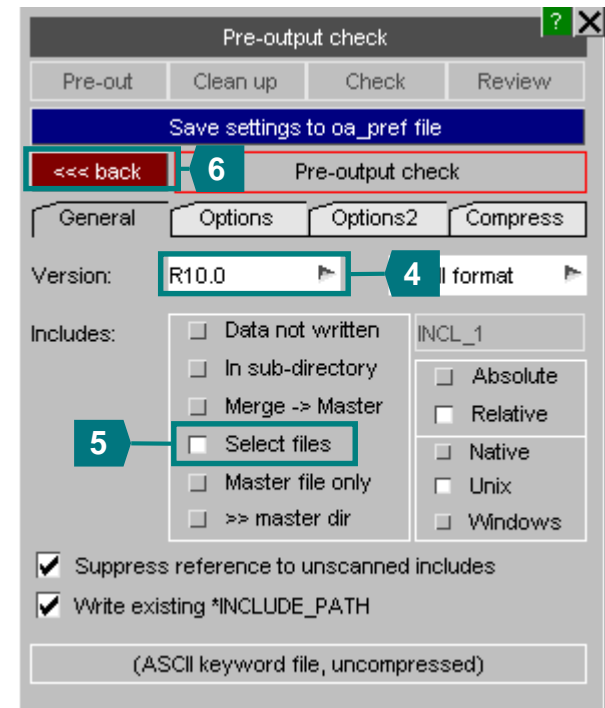 Pre-output check
?
Pre-out Clean up Check Review
Save settings to oa_pref file
<<< back 6 Pre-output check
General Options Options2 Compress
Version: R10.0 4 format
Includes: Data not written INCL_1
In sub-directory Absolute
Merge -> Master Relative
5 Select files Native
Master file only Unix
>> master dir Windows
Suppress reference to unscanned includes
Write existing *INCLUDE_PATH
(ASCII keyword file, uncompressed)